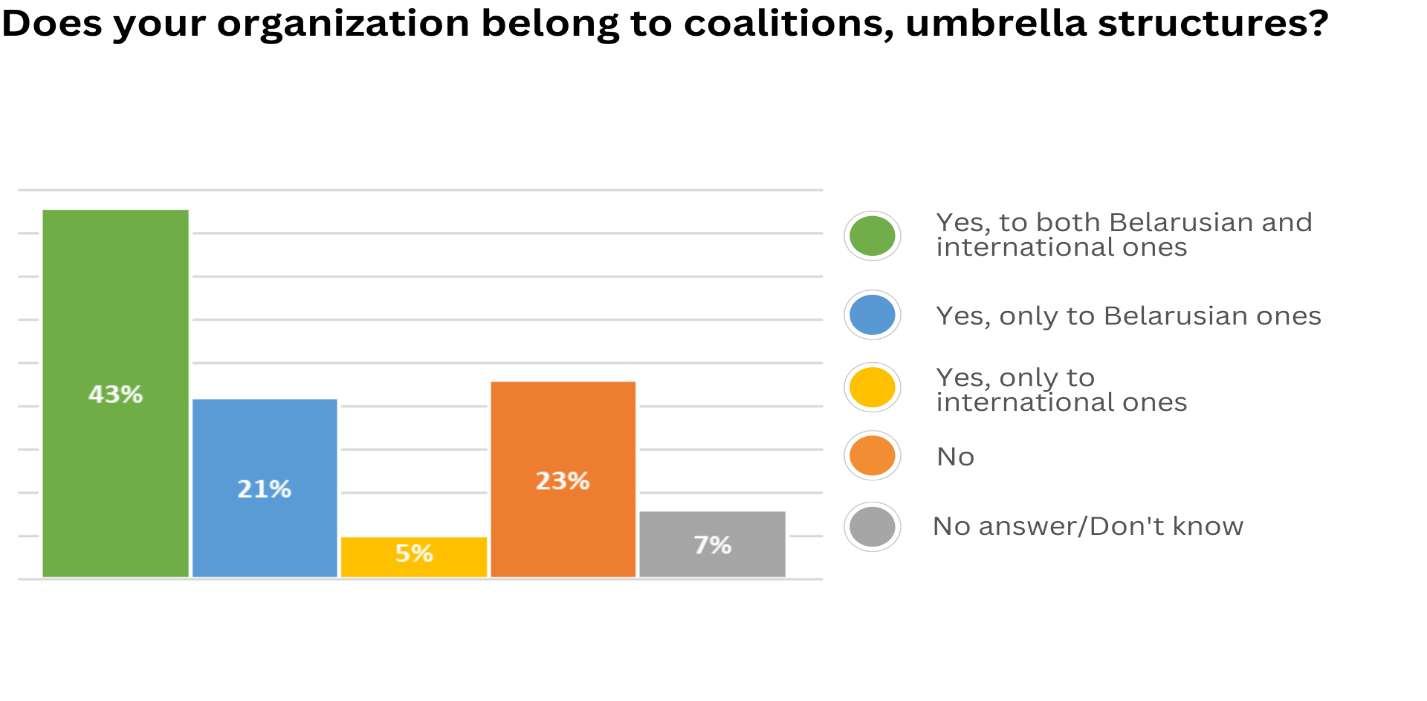 Does your organization belong to coalitions, umbrella structures?
43%
21%
5%
23%
7%
Yes, to both Belarusian and
international ones
Yes, only to Belarusian ones
Yes, only to
international ones
No
No answer/Don't know